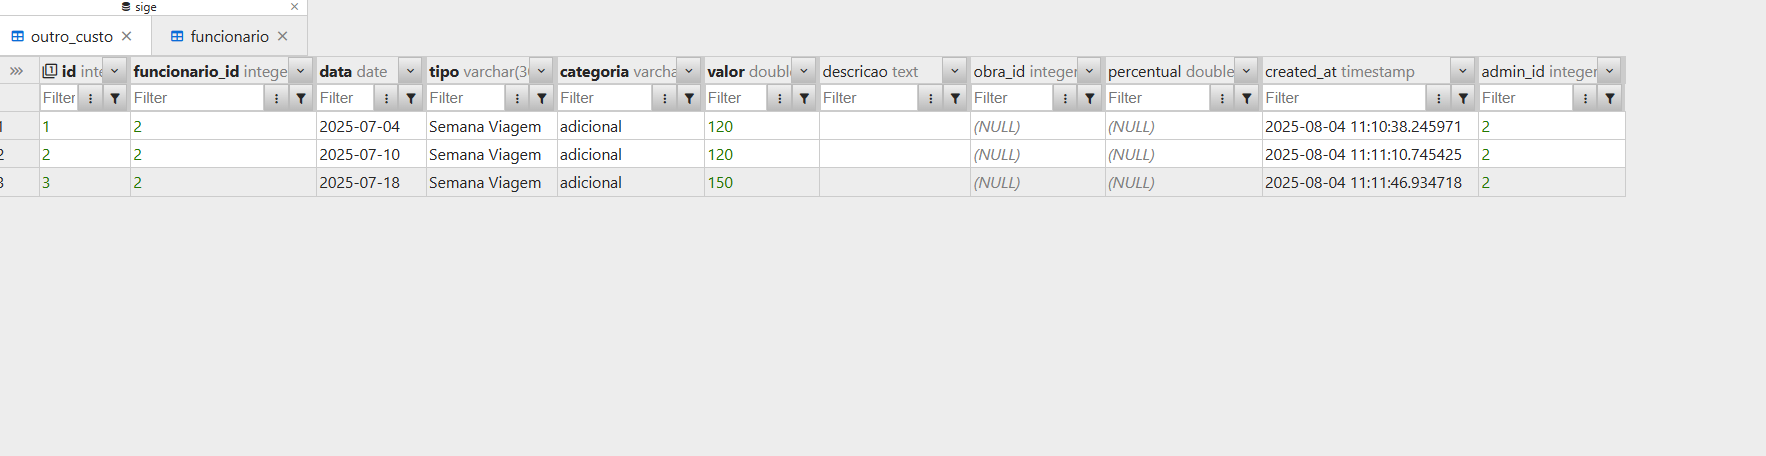 sige
outro_custo funcionario
id inte funcionario_id intege data date tipo varchar(30 categoria varcha valor double descricao text obra_id integer percentual double created_at timestamp admin_id integer
Filter Filter Filter Filter Filter Filter Filter Filter Filter Filter Filter
1 1 2 2025-07-04 Semana Viagem adicional 120 (NULL) (NULL) 2025-08-04 11:10:38.245971 2
2 2 2 2025-07-10 Semana Viagem adicional 120 (NULL) (NULL) 2025-08-04 11:11:10.745425 2
3 3 2 2025-07-18 Semana Viagem adicional 150 (NULL) (NULL) 2025-08-04 11:11:46.934718 2